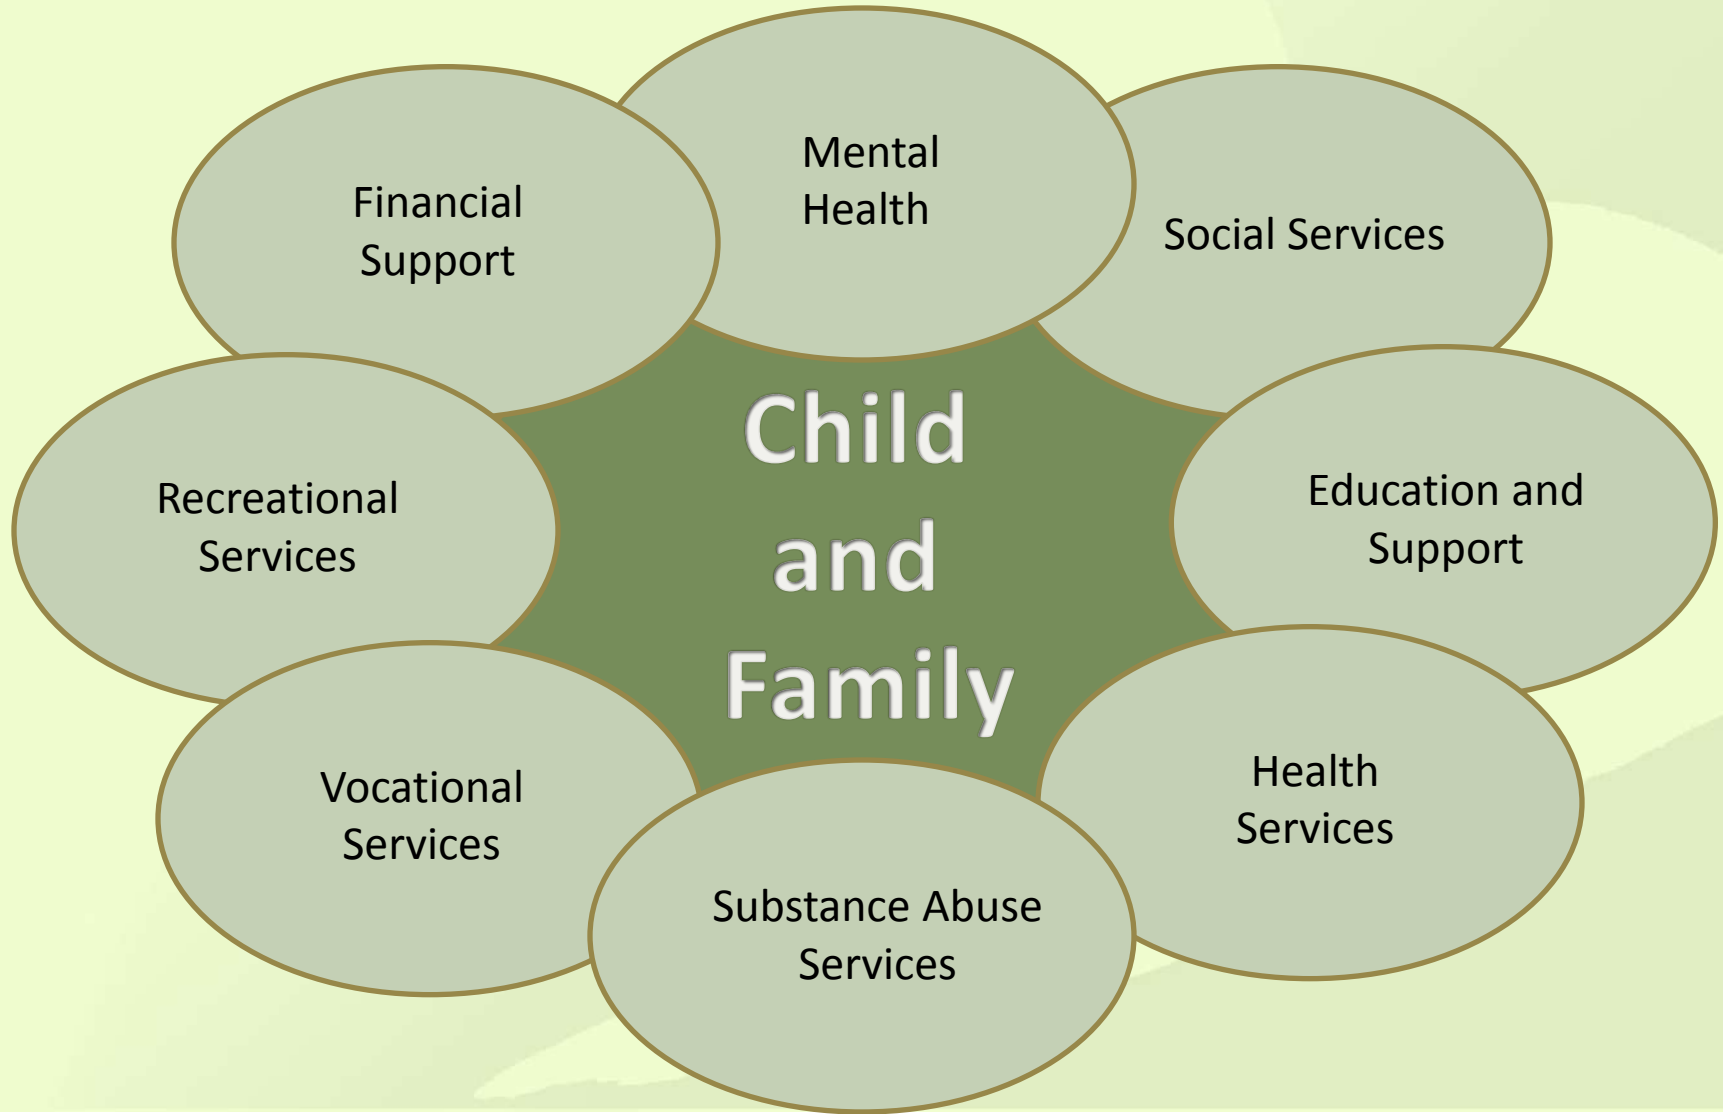 Mental
Health
Financial
Support
Social Services
Child
and
Family
Recreational
Services
Education and
Support
Vocational
Services
Health
Services
Substance Abuse
Services